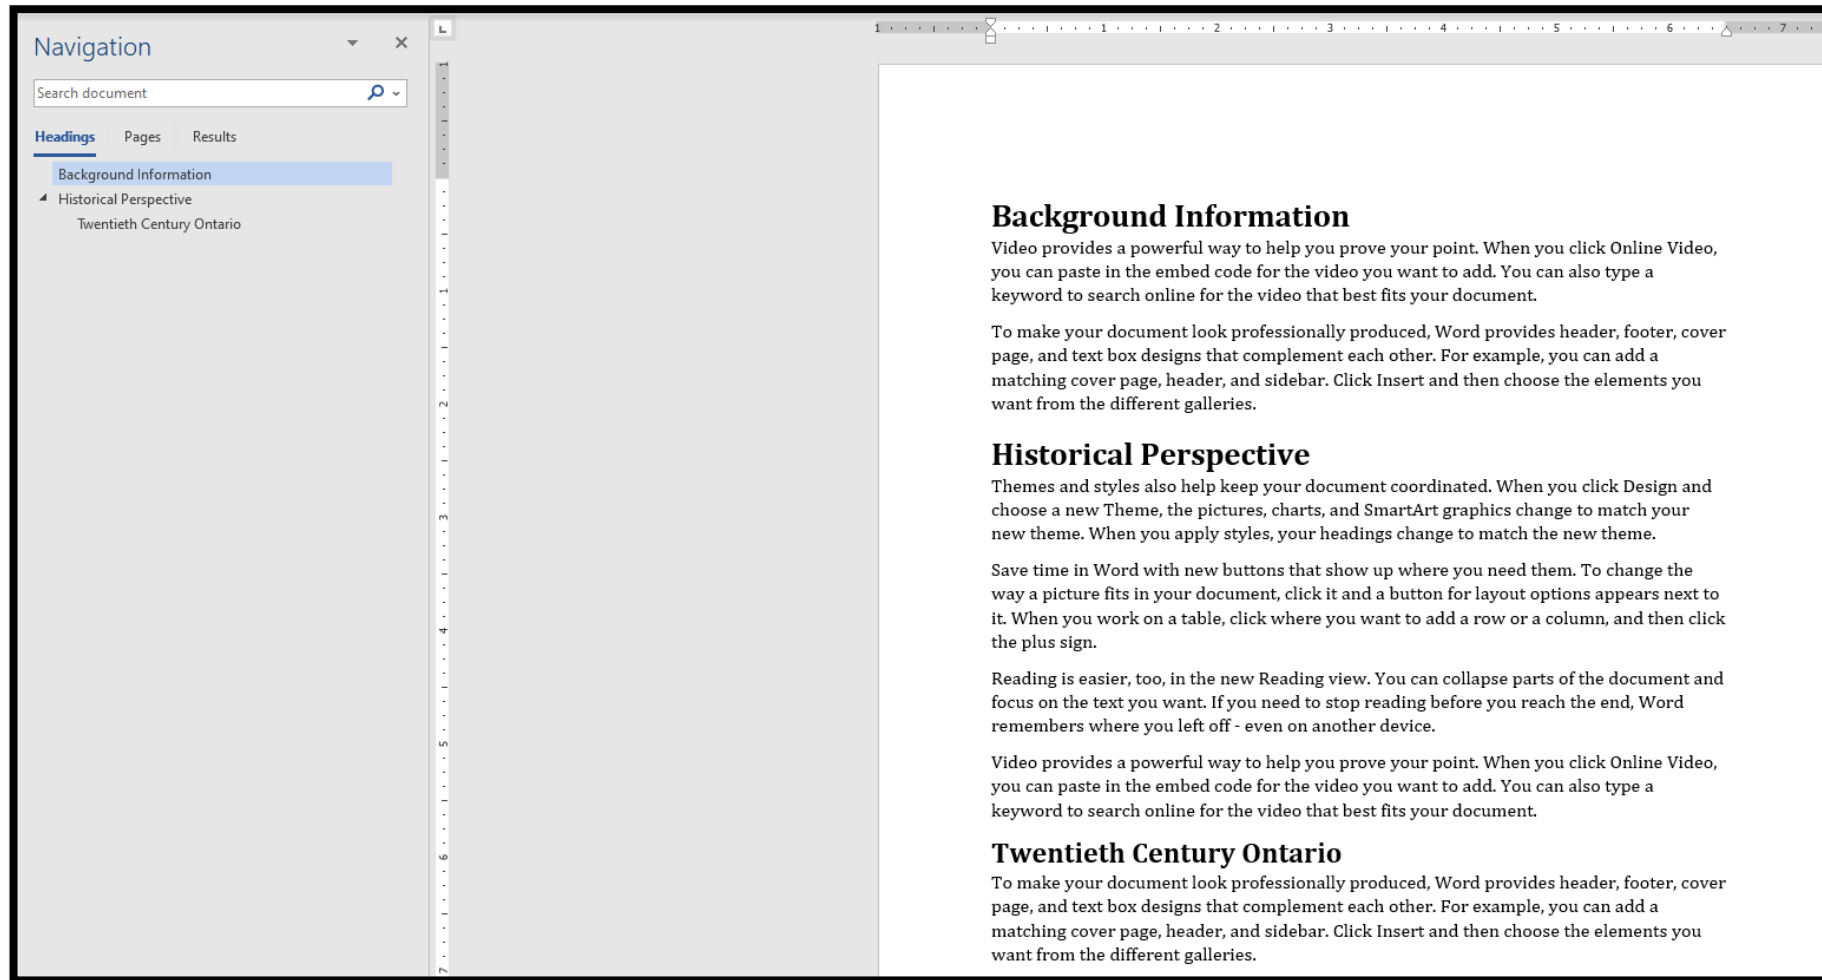 Navigation
Search document
Headings Pages Results
Background Information
Historical Perspective
Twentieth Century Ontario
1 1 2 3 4 5 6 7
1
1
2
3
4
5
6
7
Background Information
Video provides a powerful way to help you prove your point. When you click Online Video,
you can paste in the embed code for the video you want to add. You can also type a
keyword to search online for the video that best fits your document.
To make your document look professionally produced, Word provides header, footer, cover
page, and text box designs that complement each other. For example, you can add a
matching cover page, header, and sidebar. Click Insert and then choose the elements you
want from the different galleries.
Historical Perspective
Themes and styles also help keep your document coordinated. When you click Design and
choose a new Theme, the pictures, charts, and SmartArt graphics change to match your
new theme. When you apply styles, your headings change to match the new theme.
Save time in Word with new buttons that show up where you need them. To change the
way a picture fits in your document, click it and a button for layout options appears next to
it. When you work on a table, click where you want to add a row or a column, and then click
the plus sign.
Reading is easier, too, in the new Reading view. You can collapse parts of the document and
focus on the text you want. If you need to stop reading before you reach the end, Word
remembers where you left off - even on another device.
Video provides a powerful way to help you prove your point. When you click Online Video,
you can paste in the embed code for the video you want to add. You can also type a
keyword to search online for the video that best fits your document.
Twentieth Century Ontario
To make your document look professionally produced, Word provides header, footer, cover
page, and text box designs that complement each other. For example, you can add a
matching cover page, header, and sidebar. Click Insert and then choose the elements you
want from the different galleries.